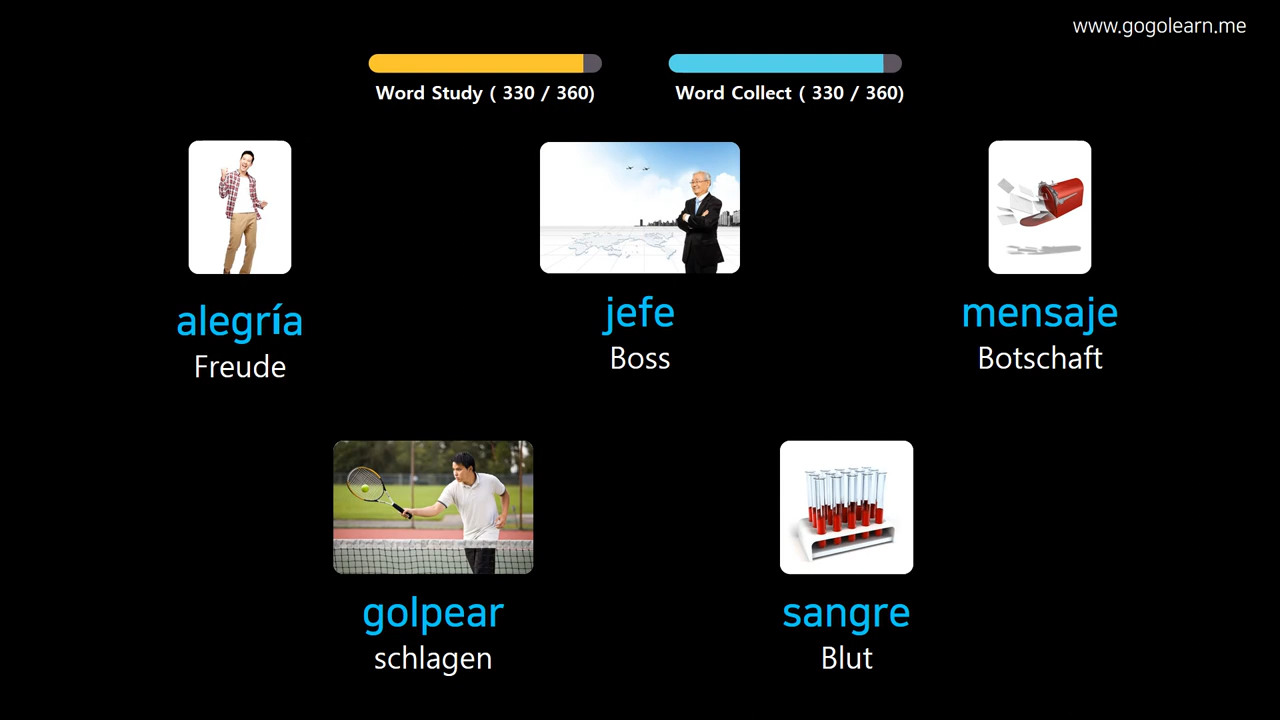 www.gogolearn.me
Word Study ( 330 / 360)
Word Collect ( 330 / 360)
alegría
Freude
jefe
Boss
mensaje
Botschaft
golpear
schlagen
sangre
Blut